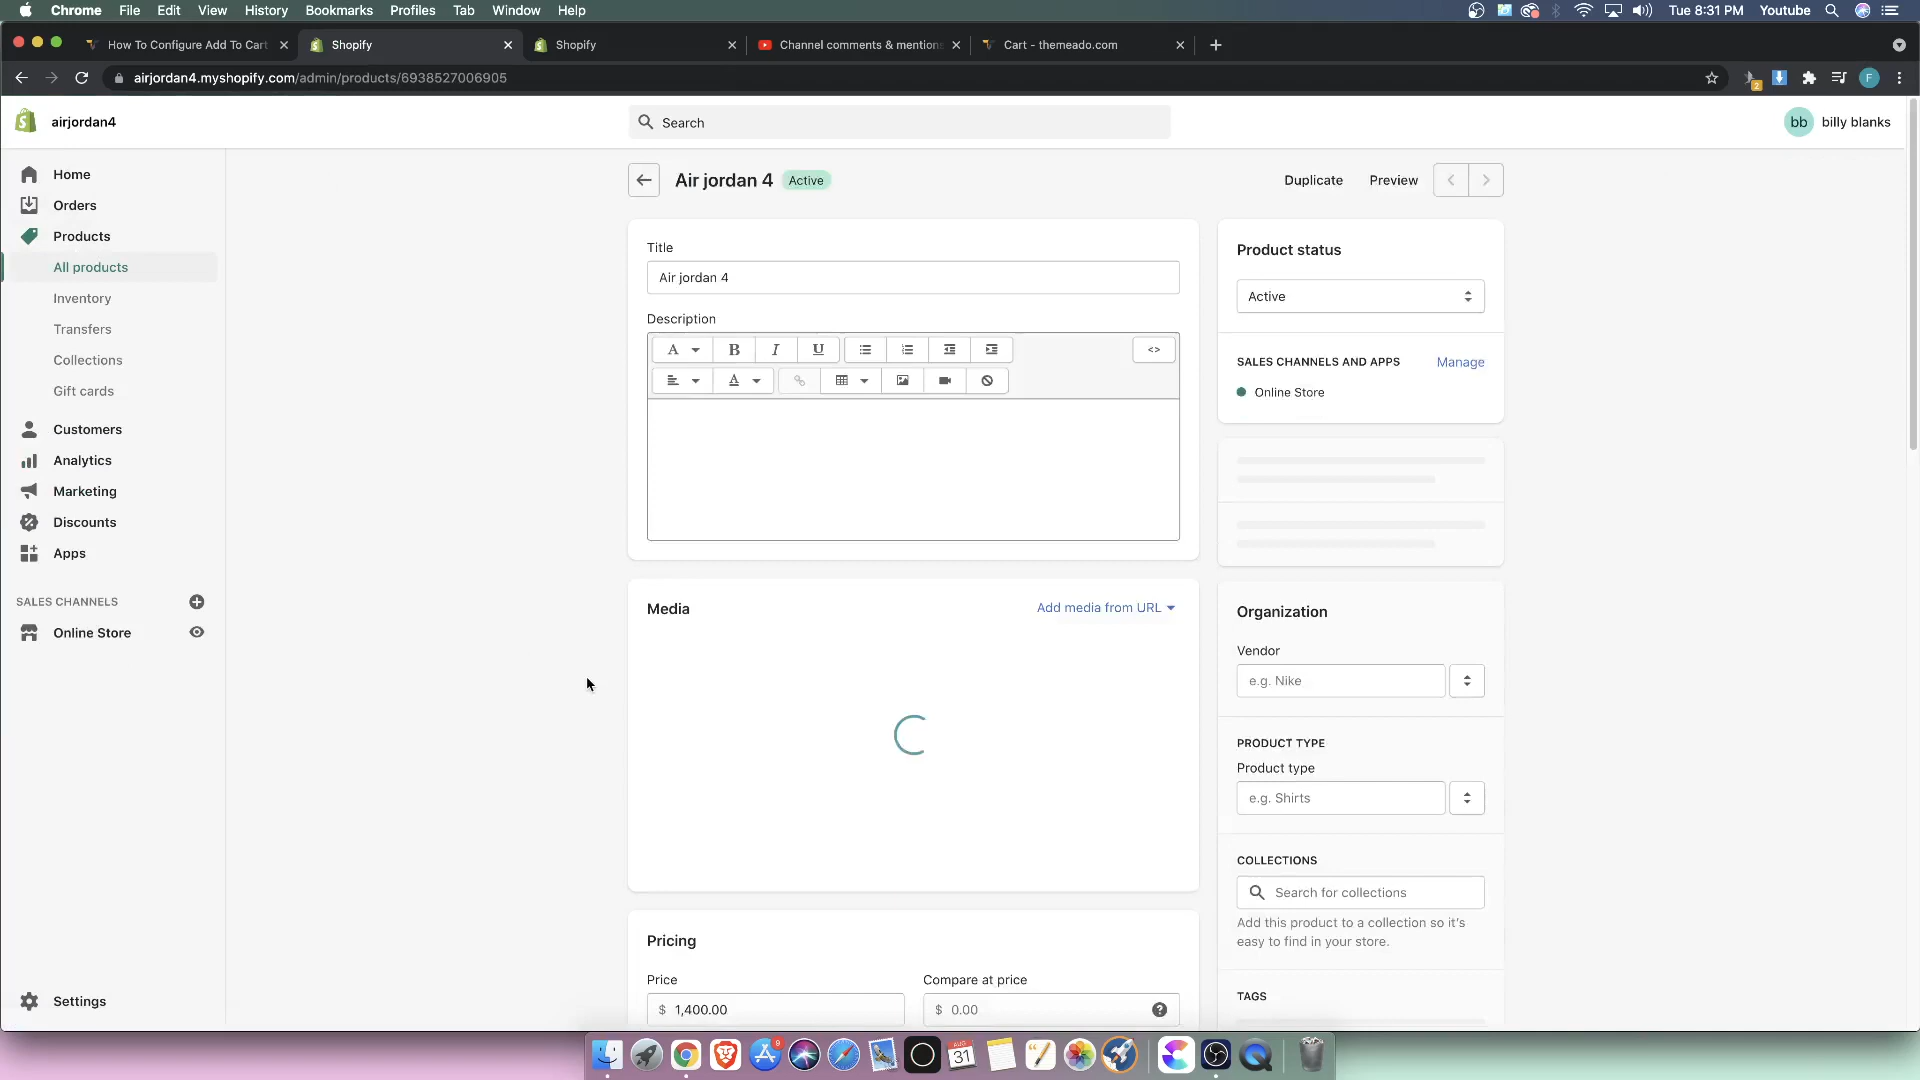 Chrome File Edit View History Bookmarks Profiles Tab Window Help Tue 8:31 PM Youtube
How To Configure Add To Cart Shopify Shopify Channel comments & mentions Cart - themeado.com
airjordan4.myshopify.com/admin/products/6938527006905 2 F
airjordan4 Search bb billy blanks
Home
Orders
Products
All products
Inventory
Transfers
Collections
Gift cards
Customers
Analytics
Marketing
Discounts
Apps
SALES CHANNELS
Online Store
Settings
Air jordan 4 Active Duplicate Preview
Title
Air jordan 4
Description
A B I U <>
A
Media Add media from URL
Pricing
Price Compare at price
$ 1,400.00 $ 0.00 ?
Product status
Active
SALES CHANNELS AND APPS Manage
Online Store
Organization
Vendor
e.g. Nike
PRODUCT TYPE
Product type
e.g. Shirts
COLLECTIONS
Search for collections
Add this product to a collection so it's
easy to find in your store.
TAGS
9 AUG
31